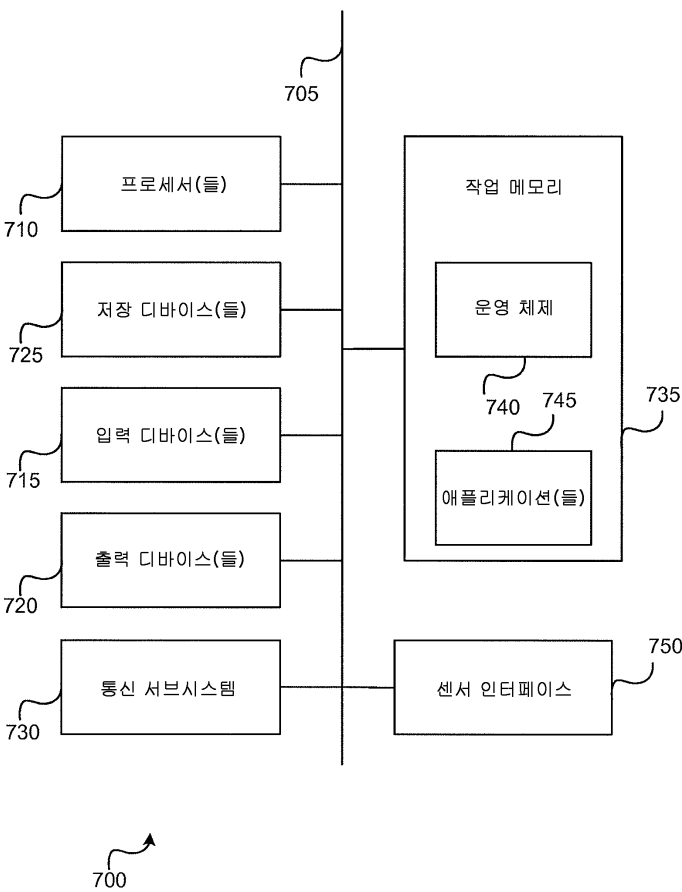 705
프로세서(들)
710
저장 디바이스(들)
725
입력 디바이스(들)
715
출력 디바이스(들)
720
통신 서브시스템
730
작업 메모리
운영 체제
740
745
735
애플리케이션(들)
750
센서 인터페이스
700